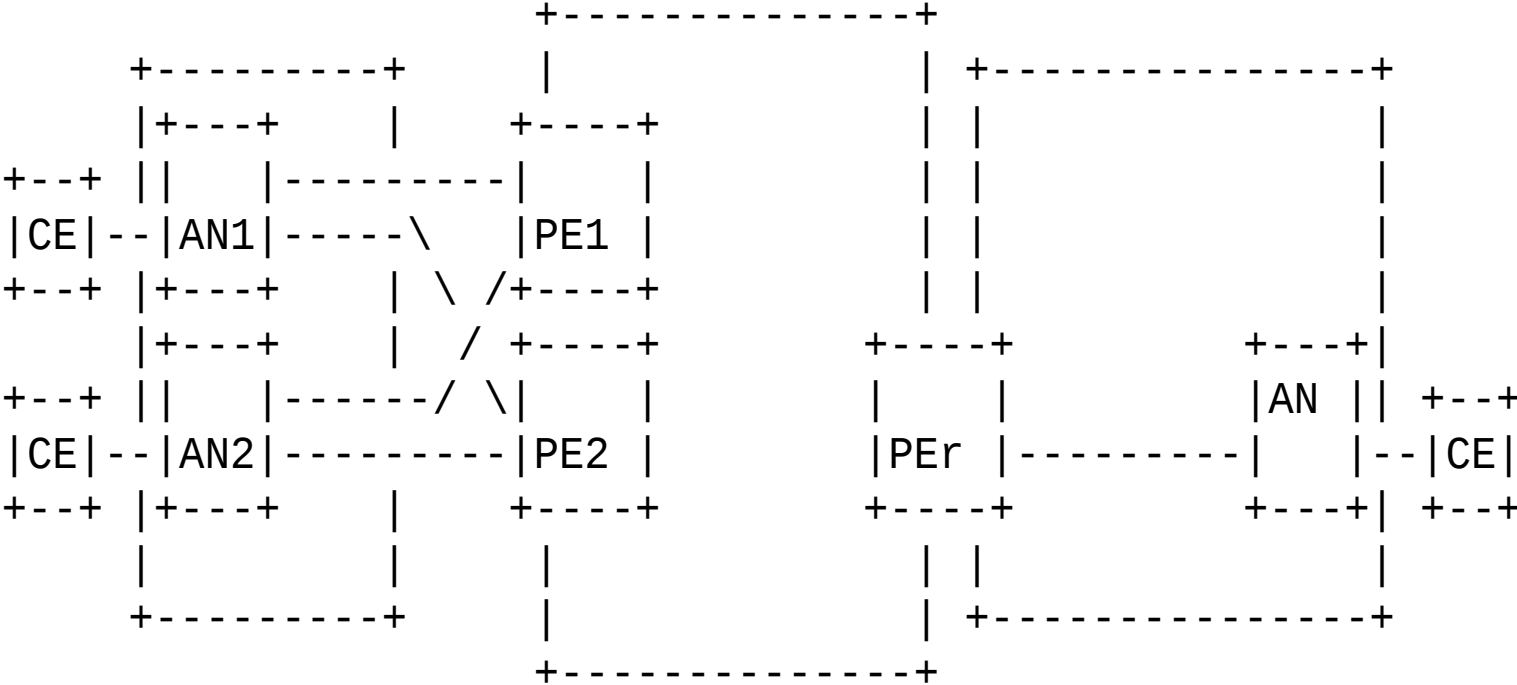 +--------------+
     +---------+     |              | +---------------+
     |+---+    |    +----+          | |               |
+--+ ||   |---------|    |          | |               |
|CE|--|AN1|-----\   |PE1 |          | |               |
+--+ |+---+    | \ /+----+          | |               |
     |+---+    |  / +----+        +----+         +---+|
+--+ ||   |------/ \|    |        |    |         |AN || +--+
|CE|--|AN2|---------|PE2 |        |PEr |---------|   |--|CE|
+--+ |+---+    |    +----+        +----+         +---+| +--+
     |         |     |              | |               |
     +---------+     |              | +---------------+
                     +--------------+